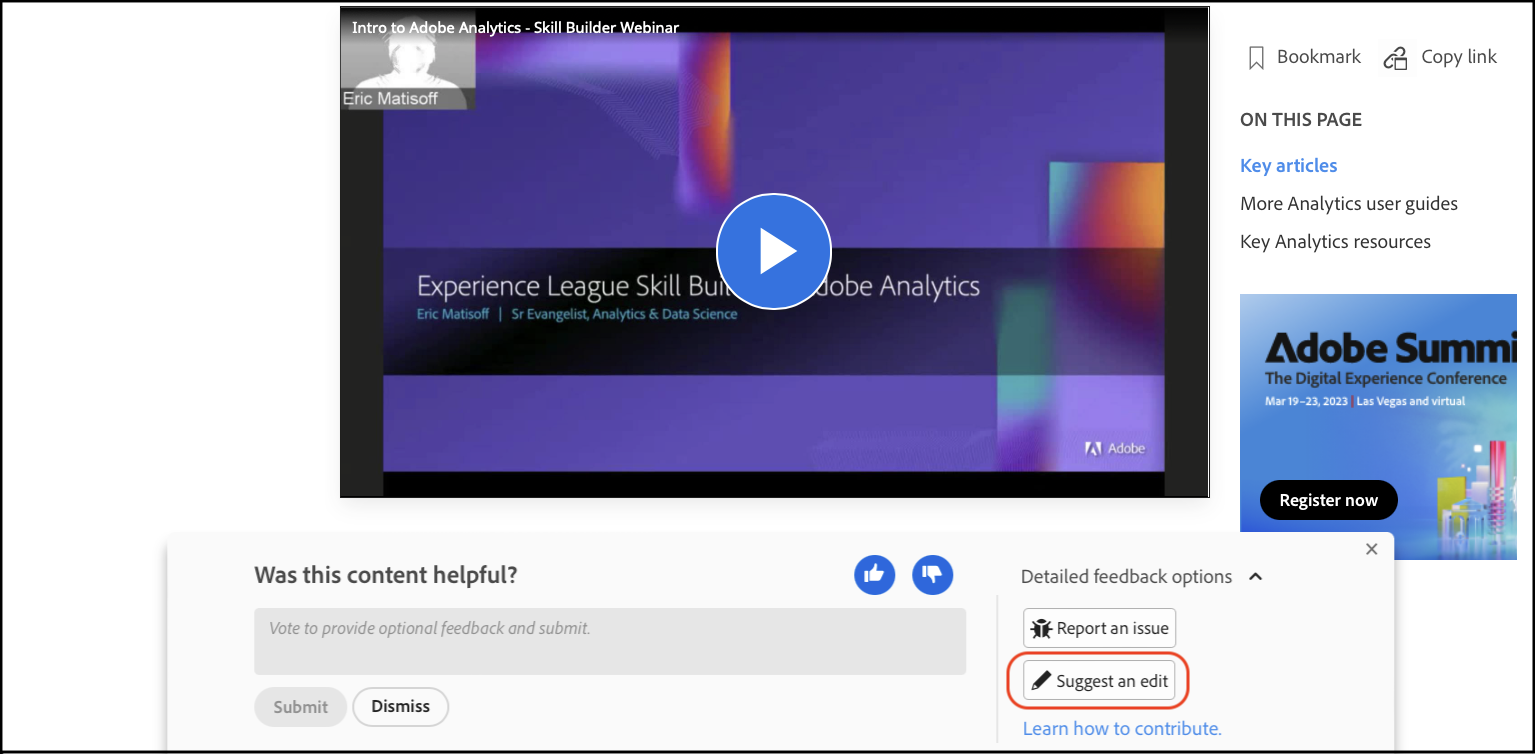 Intro to Adobe Analytics - Skill Builder Webinar
Eric Matisoff
Experience League Skill Buil dobe Analytics
Eric Matisoff | Sr Evangelist, Analytics & Data Science
Adobe
Bookmark Copy link
ON THIS PAGE
Key articles
More Analytics user guides
Key Analytics resources
Adobe Summi
The Digital Experience Conference
Mar 19–23, 2023 | Las Vegas and virtual
Register now
Was this content helpful?
Vote to provide optional feedback and submit.
Submit Dismiss
Detailed feedback options
Report an issue
Suggest an edit
Learn how to contribute.